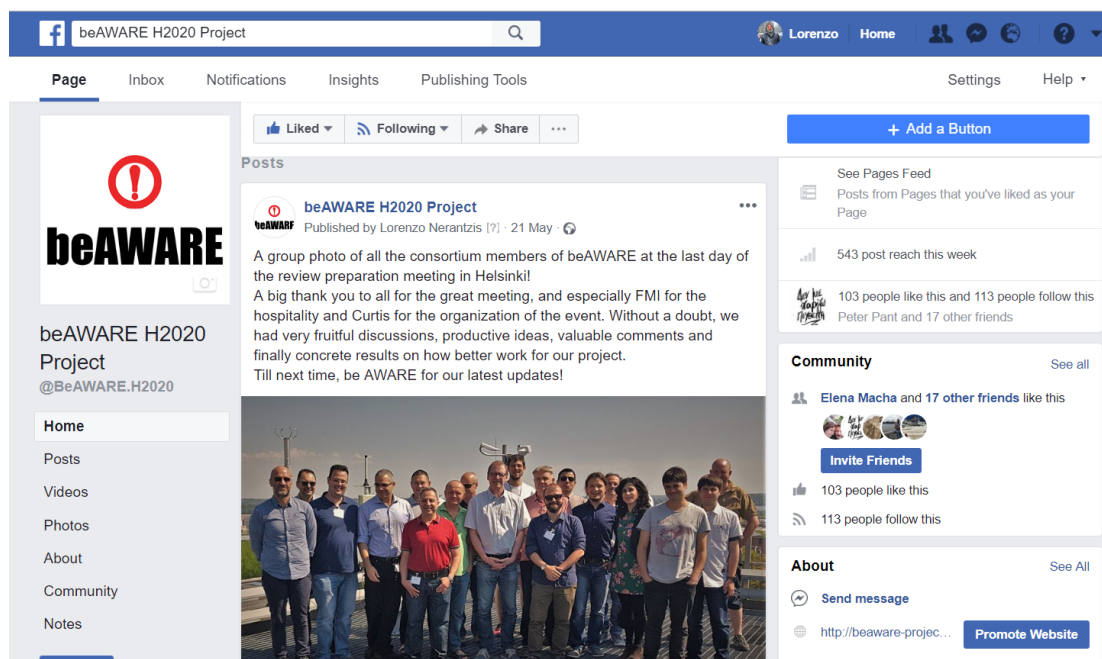 beAWARE H2020 Project
Lorenzo
Home
Page
Inbox
Notifications
Insights
Publishing Tools
Settings
Help
beAWARE
beAWARE H2020
Project
@BeAWARE.H2020
Home
Posts
Videos
Photos
About
Community
Notes
Liked
Following
Share
+ Add a Button
Posts
beAWARE
beAWARE H2020 Project
Published by Lorenzo Nerantzis [?] · 21 May ·
A group photo of all the consortium members of beAWARE at the last day of
the review preparation meeting in Helsinki!
A big thank you to all for the great meeting, and especially FMI for the
hospitality and Curtis for the organization of the event. Without a doubt, we
had very fruitful discussions, productive ideas, valuable comments and
finally concrete results on how better work for our project.
Till next time, be AWARE for our latest updates!
See Pages Feed
Posts from Pages that you've liked as your
Page
543 post reach this week
103 people like this and 113 people follow this
Peter Pant and 17 other friends
Community
See all
Elena Macha and 17 other friends like this
Invite Friends
103 people like this
113 people follow this
About
See All
Send message
http://beaware-projec...
Promote Website